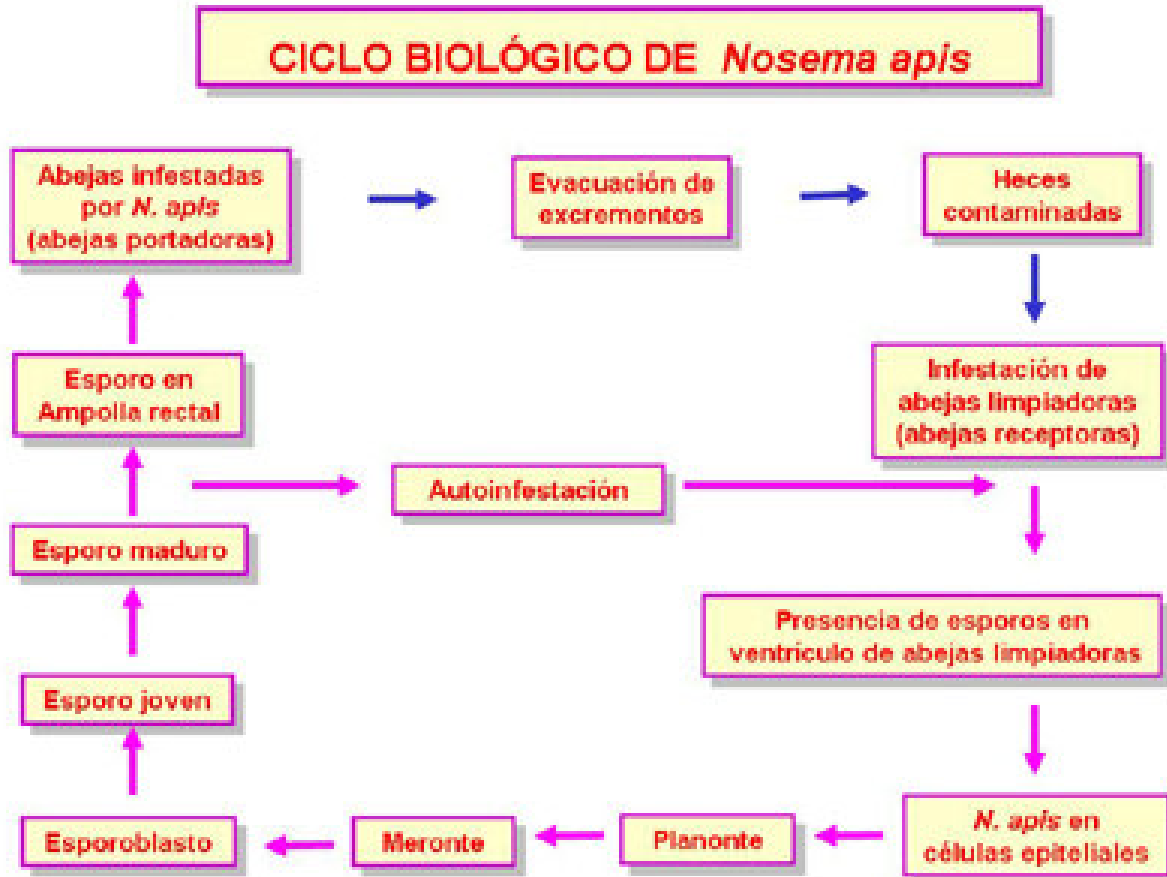 CICLO BIOLÓGICO DE Nosema apis
Abejas infestadas
por N. apis
(abejas portadoras)
Evacuación de
excrementos
Heces
contaminadas
Esporo en
Ampolla rectal
Infestación de
abejas limpiadoras
(abejas receptoras)
Autoinfestación
Esporo maduro
Presencia de esporos en
ventrículo de abejas limpiadoras
Esporo joven
Esporoblasto
Meronte
Planonte
N. apis en
células epiteliales